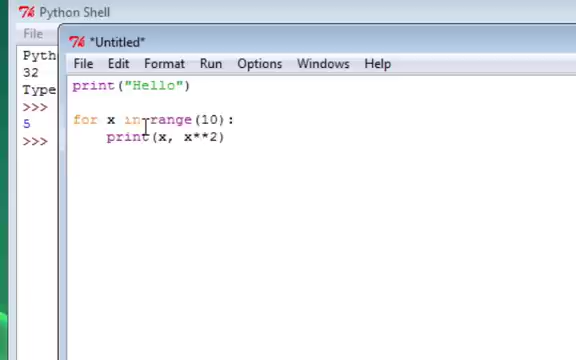 Python Shell
File
Pyth
32
Type
>>>
5
>>>
*Untitled*
File Edit Format Run Options Windows Help
print("Hello")
for x in range(10):
print(x, x**2)